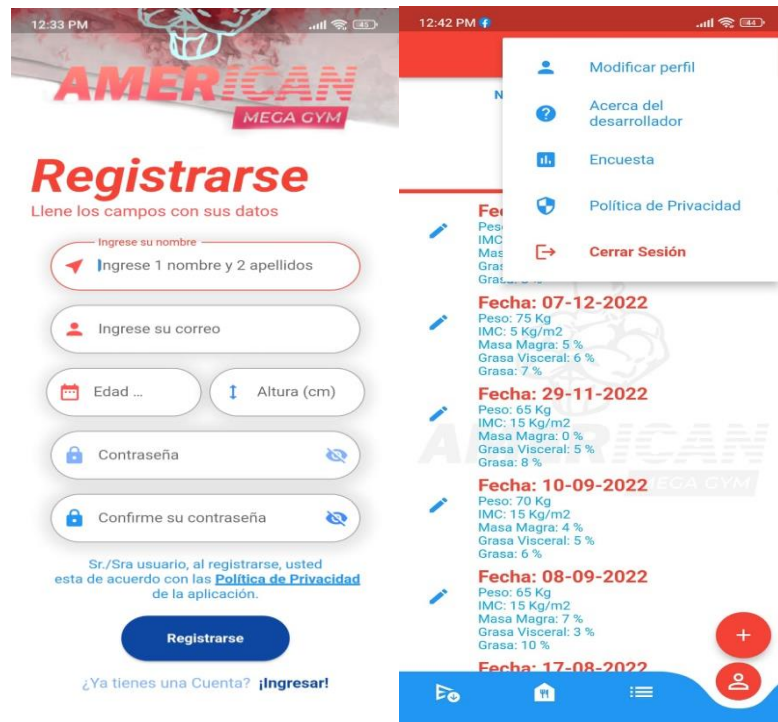 12:33 PM
45
AMERICAN
MEGA GYM
Registrarse
Llene los campos con sus datos
Ingrese su nombre
Ingrese 1 nombre y 2 apellidos
Ingrese su correo
Edad ...
Altura (cm)
Contraseña
Confirme su contraseña
Sr./Sra usuario, al registrarse, usted
esta de acuerdo con las Política de Privacidad
de la aplicación.
Registrarse
¿Ya tienes una Cuenta? ¡Ingresar!
12:42 PM
44
N
Modificar perfil
Acerca del
desarrollador
Encuesta
Política de Privacidad
Cerrar Sesión
Fecha: 07-12-2022
Peso: 75 Kg
IMC: 5 Kg/m2
Masa Magra: 5 %
Grasa Visceral: 6 %
Grasa: 7 %
Fecha: 29-11-2022
Peso: 65 Kg
IMC: 15 Kg/m2
Masa Magra: 0 %
Grasa Visceral: 5 %
Grasa: 8 %
Fecha: 10-09-2022
Peso: 70 Kg
IMC: 15 Kg/m2
Masa Magra: 4 %
Grasa Visceral: 5 %
Grasa: 6 %
Fecha: 08-09-2022
Peso: 65 Kg
IMC: 15 Kg/m2
Masa Magra: 7 %
Grasa Visceral: 3 %
Grasa: 10 %
Fecha: 17-08-2022
AMERICAN
MEGA GYM